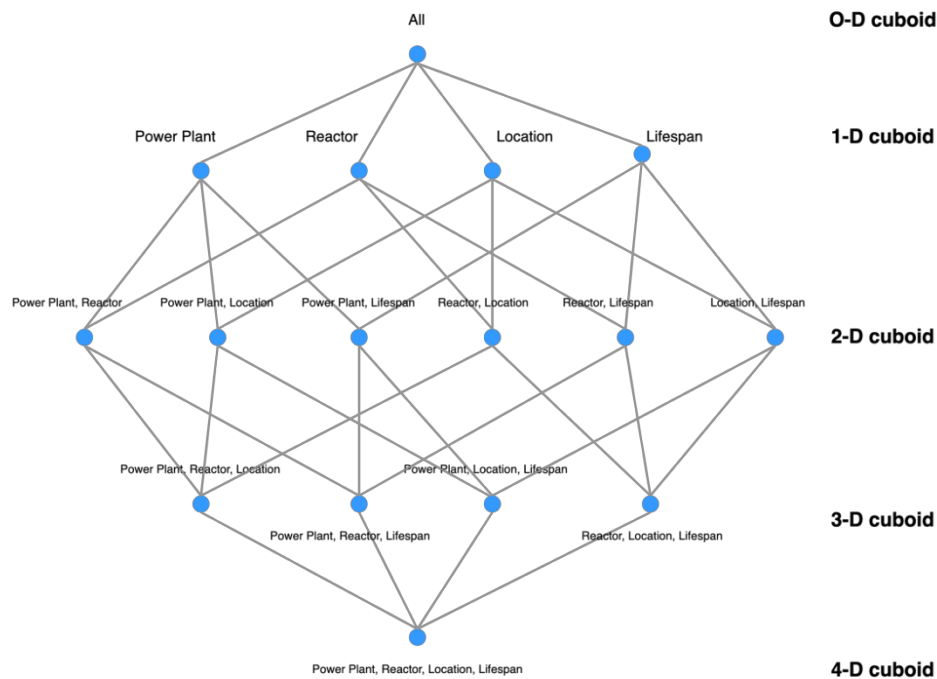 All
O-D cuboid
Power Plant
Reactor
Location
Lifespan
1-D cuboid
Power Plant, Reactor
Power Plant, Location
Power Plant, Lifespan
Reactor, Location
Reactor, Lifespan
Location, Lifespan
2-D cuboid
Power Plant, Reactor, Location
Power Plant, Location, Lifespan
Power Plant, Reactor, Lifespan
Reactor, Location, Lifespan
3-D cuboid
Power Plant, Reactor, Location, Lifespan
4-D cuboid